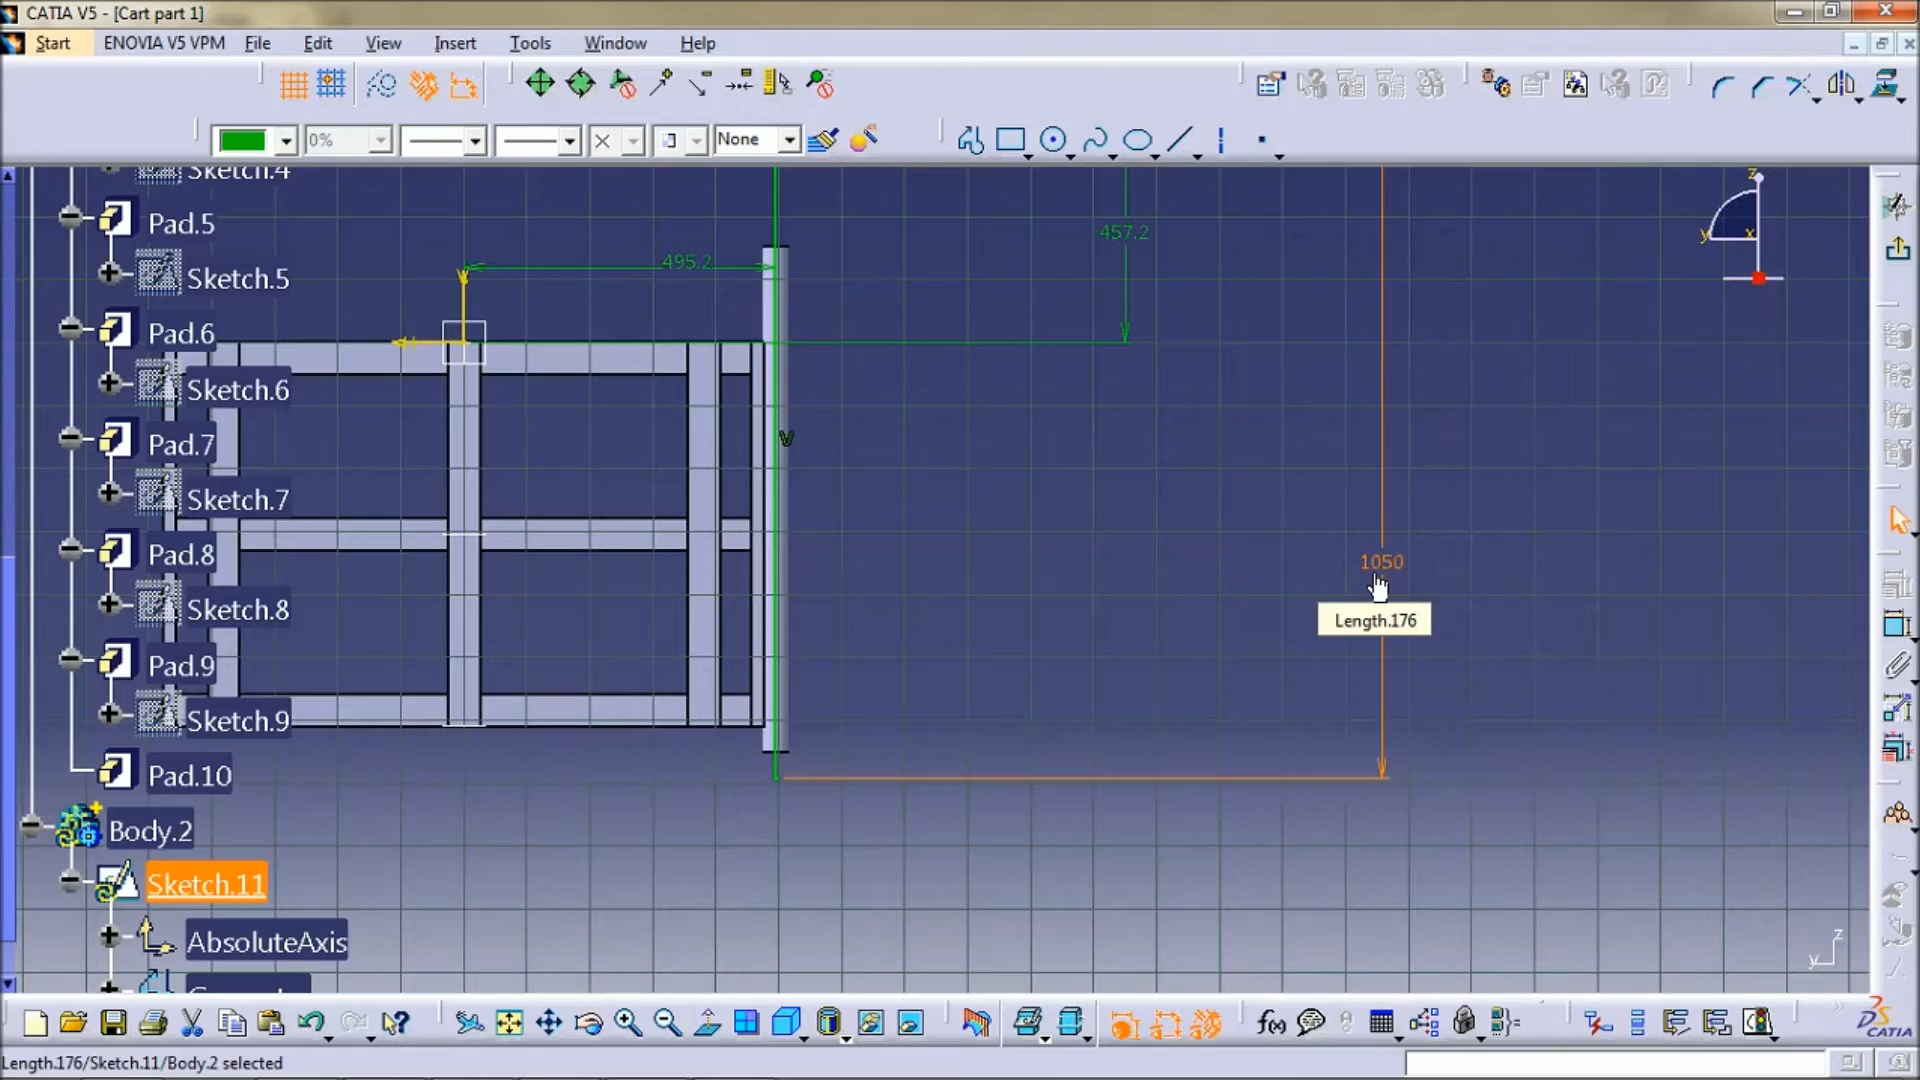 CATIA V5 - [Cart part 1]
Start ENOVIA V5 VPM File Edit View Insert Tools Window Help
0% None
Sketch.4
Pad.5
Sketch.5
Pad.6
Sketch.6
Pad.7
Sketch.7
Pad.8
Sketch.8
Pad.9
Sketch.9
Pad.10
Body.2
Sketch.11
AbsoluteAxis
495.2
457.2
V
H
V
1050
Length.176
z
y x
z
y
f(x)
CATIA
Length.176/Sketch.11/Body.2 selected